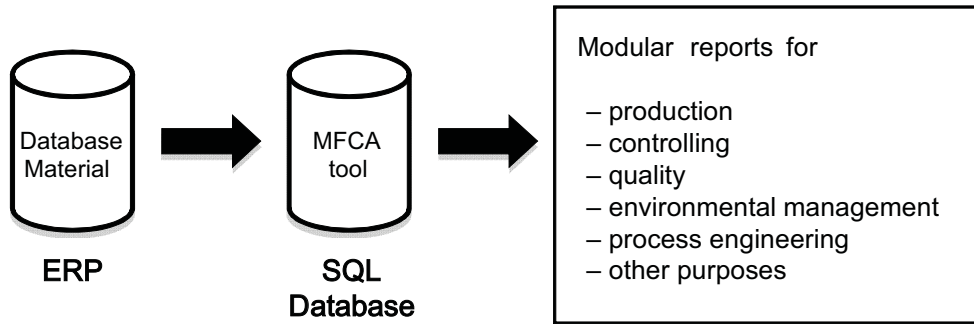 Database
Material
ERP
MFCA
tool
SQL
Database
Modular reports for
– production
– controlling
– quality
– environmental management
– process engineering
– other purposes